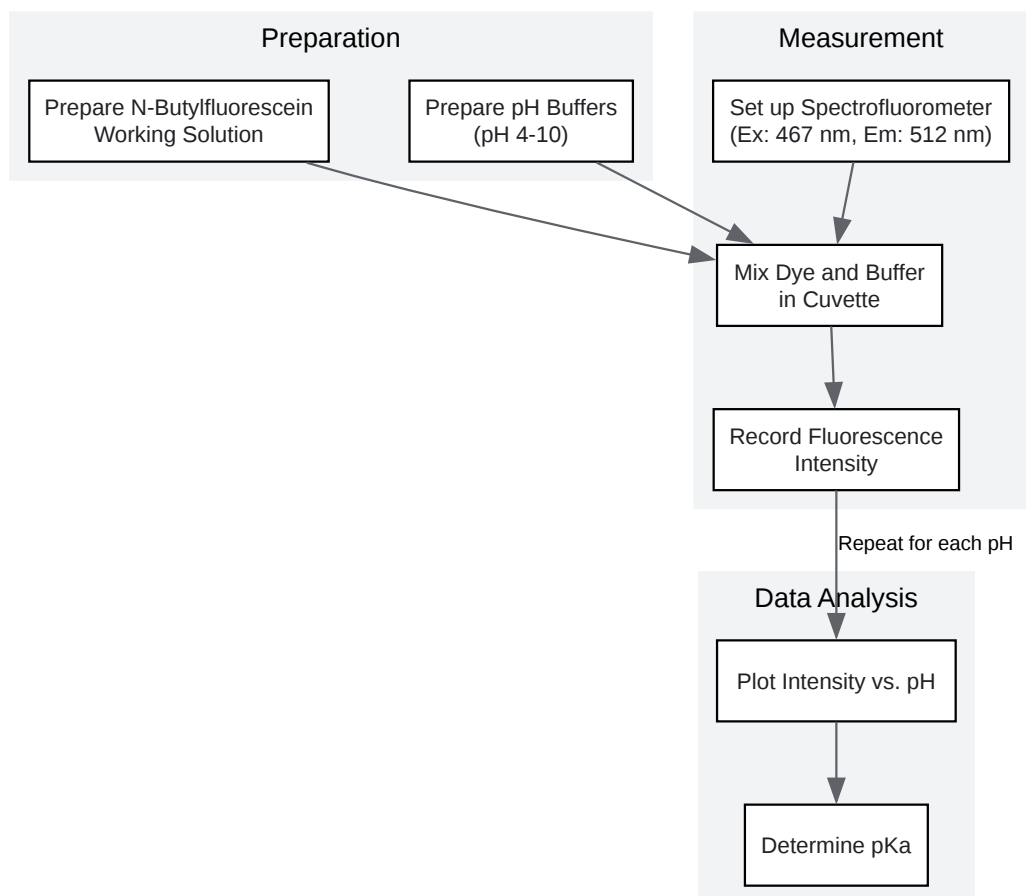 Preparation
Prepare N-Butylfluorescein
Working Solution
Prepare pH Buffers
(pH 4-10)
Measurement
Set up Spectrofluorometer
(Ex: 467 nm, Em: 512 nm)
Mix Dye and Buffer
in Cuvette
Record Fluorescence
Intensity
Repeat for each pH
Data Analysis
Plot Intensity vs. pH
Determine pKa